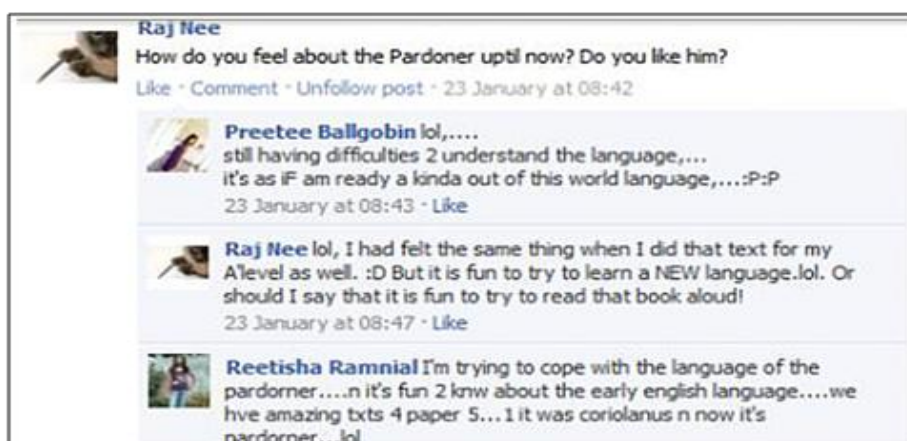 Raj Nee
How do you feel about the Pardoner uptil now? Do you like him?
Like · Comment · Unfollow post · 23 January at 08:42
Preetee Ballgobin lol,....
still having difficulties 2 understand the language,...
it's as iF am ready a kinda out of this world language,...:P:P
23 January at 08:43 · Like
Raj Nee lol, I had felt the same thing when I did that text for my
A'level as well. :D But it is fun to try to learn a NEW language.lol. Or
should I say that it is fun to try to read that book aloud!
23 January at 08:47 · Like
Reetisha Ramnial I'm trying to cope with the language of the
pardorner....n it's fun 2 knw about the early english language....we
hve amazing txts 4 paper 5...1 it was coriolanus n now it's
pardorner...lol